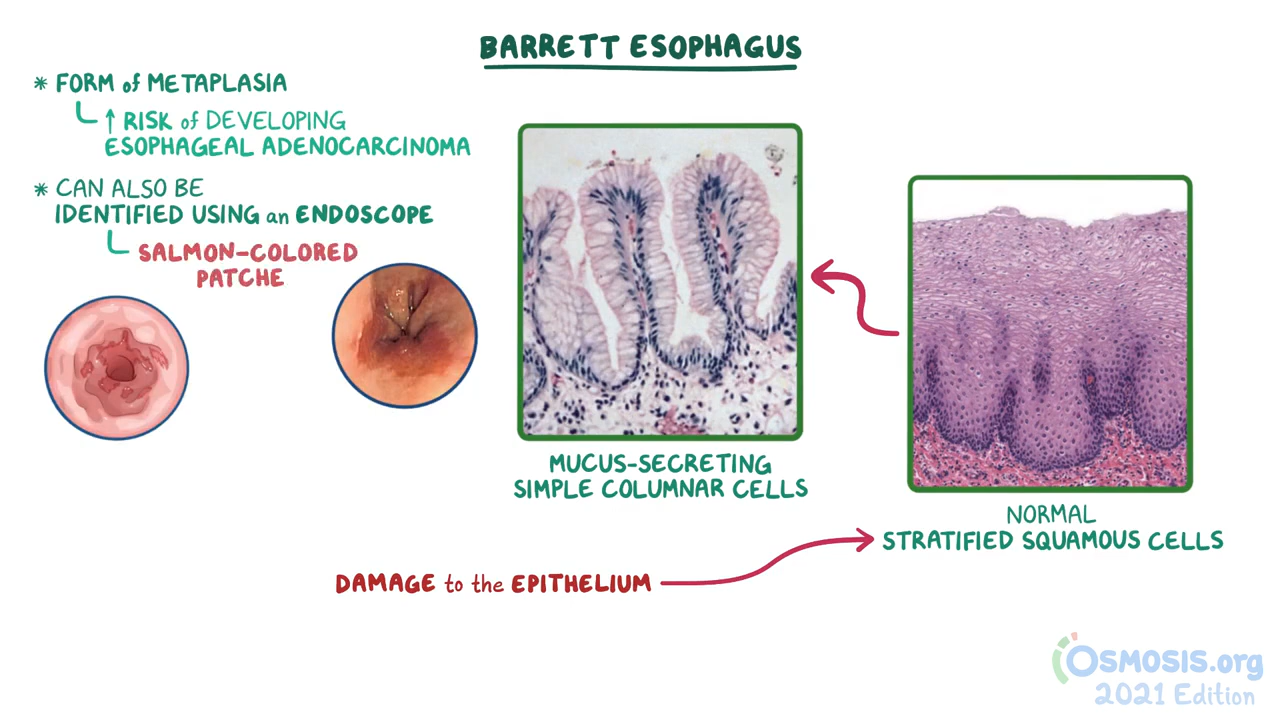 BARRETT ESOPHAGUS
* FORM of METAPLASIA
↑ RISK of DEVELOPING
ESOPHAGEAL ADENOCARCINOMA
* CAN ALSO BE
IDENTIFIED USING an ENDOSCOPE
SALMON-COLORED
PATCHE
MUCUS-SECRETING
SIMPLE COLUMNAR CELLS
NORMAL
STRATIFIED SQUAMOUS CELLS
DAMAGE to the EPITHELIUM
OSMOSIS.org
2021 Edition